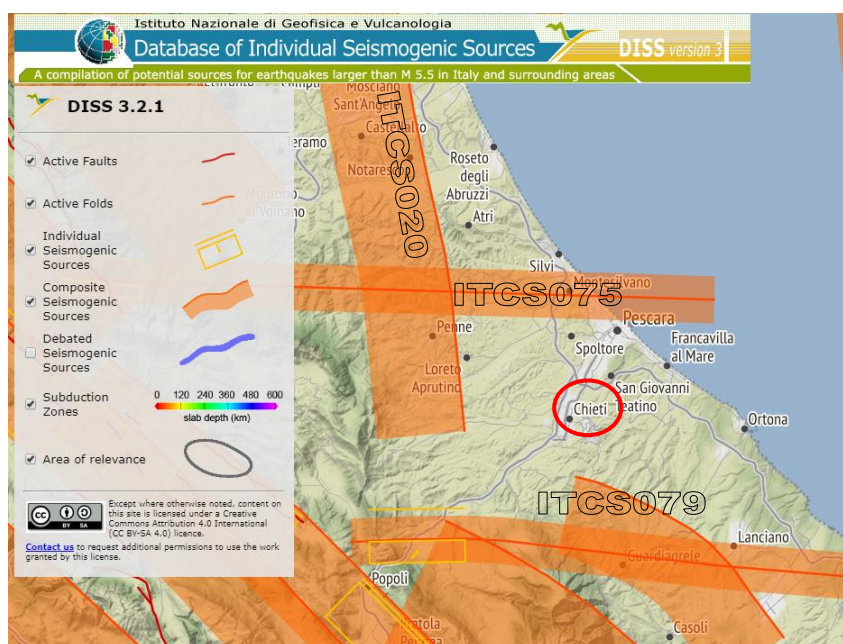 Istituto Nazionale di Geofisica e Vulcanologia
Database of Individual Seismogenic Sources
DISS version 3
A compilation of potential sources for earthquakes larger than M 5.5 in Italy and surrounding areas
DISS 3.2.1
Active Faults
Active Folds
Individual
Seismogenic
Sources
Composite
Seismogenic
Sources
Debated
Seismogenic
Sources
Subduction
Zones
0 120 240 360 480 600
slab depth (km)
Area of relevance
cc
BY SA
Except where otherwise noted, content on
this site is licensed under a Creative
Commons Attribution 4.0 International
(CC BY-SA 4.0) licence.
Contact us to request additional permissions to use the work
granted by this license.
Mosciano
Sant'Angelo
Castellalto
Notaresco
ITCS020
Roseto
degli
Abruzzi
Atri
Silvi
Montesilvano
ITCS075
Pescara
Penne
Spoltore
Francavilla
al Mare
Loreto
Aprutino
San Giovanni
Teatino
Chieti
Ortona
ITCS079
Lanciano
Guardiagrele
Popoli
Casoli